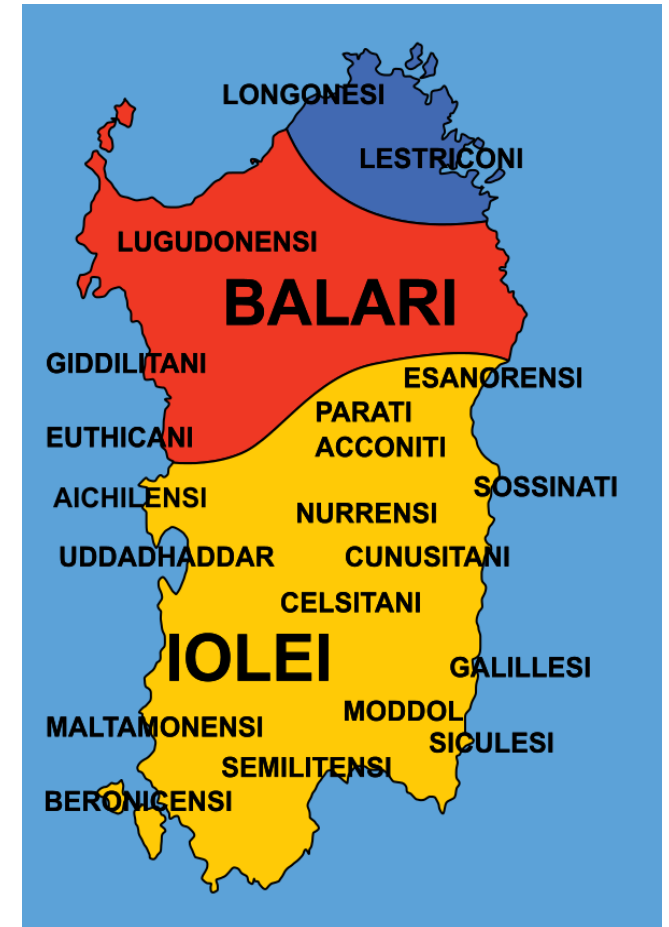 LONGONESI
LESTRICONI
LUGUDONENSI
BALARI
GIDDILITANI
ESANORENSI
PARATI
EUTHICANI
ACCONITI
SOSSINATI
AICHILENSI
NURRENSI
UDDADHADDAR
CUNUSITANI
CELSITANI
IOLEI
GALILLESI
MODDOL
MALTAMONENSI
SICULESI
SEMILITENSI
BERONICENSI